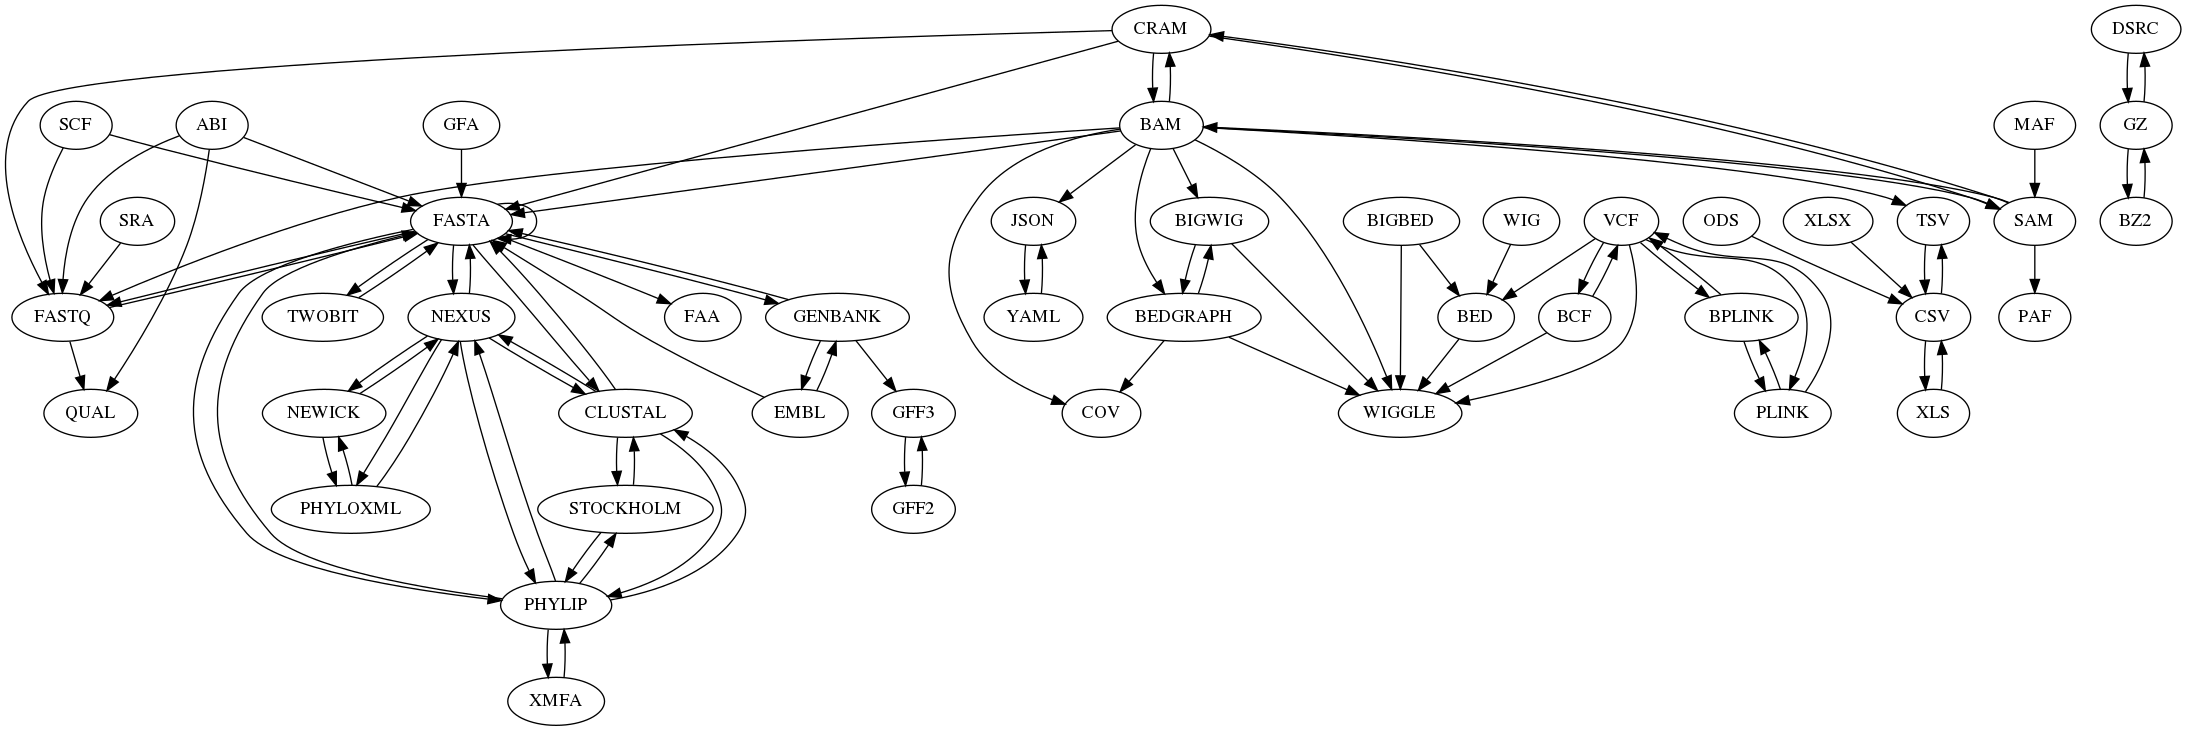 CRAM
DSRC
SCF
ABI
GFA
BAM
MAF
GZ
SRA
FASTA
JSON
BIGWIG
BIGBED
WIG
VCF
ODS
XLSX
TSV
SAM
BZ2
FASTQ
TWOBIT
NEXUS
FAA
GENBANK
YAML
BEDGRAPH
BED
BCF
BPLINK
CSV
PAF
QUAL
NEWICK
CLUSTAL
EMBL
GFF3
COV
WIGGLE
PLINK
XLS
PHYLOXML
STOCKHOLM
GFF2
PHYLIP
XMFA